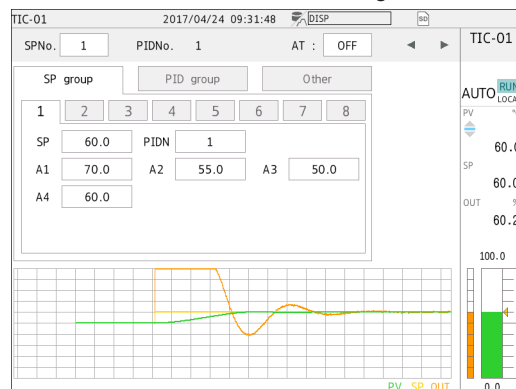 TIC-01 2017/04/24 09:31:48 DISP SD
SPNo. 1 PIDNo. 1 AT : OFF
SP group PID group Other
1 2 3 4 5 6 7 8
SP 60.0 PIDN 1
A1 70.0 A2 55.0 A3 50.0
A4 60.0
PV SP OUT
TIC-01
AUTO RUN
LOCA
PV
60.0
SP
60.0
OUT
60.2
100.0
0.0